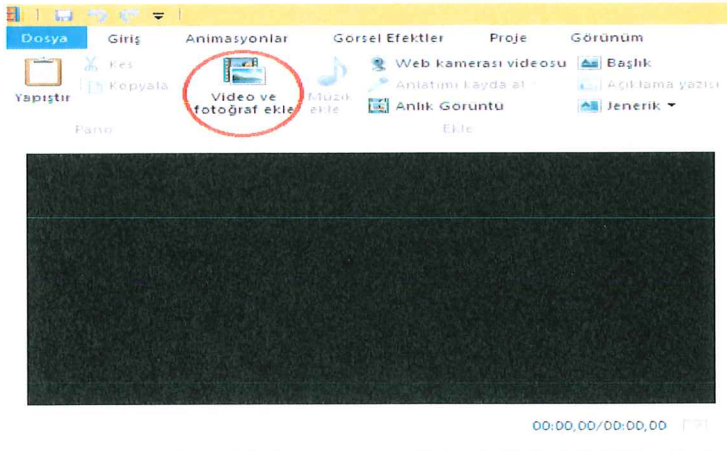 Dosya Giriş Animasyonlar Görsel Efektler Proje Görünüm
Yapıştır
Kes
Kopyala
Pano
Video ve
fotoğraf ekle
Müzik
ekle
Web kamerası videosu
Anlatımı kayda al
Anlık Görüntü
Başlık
Açıklama yazısı
Jenerik
Ekle
00:00,00/00:00,00